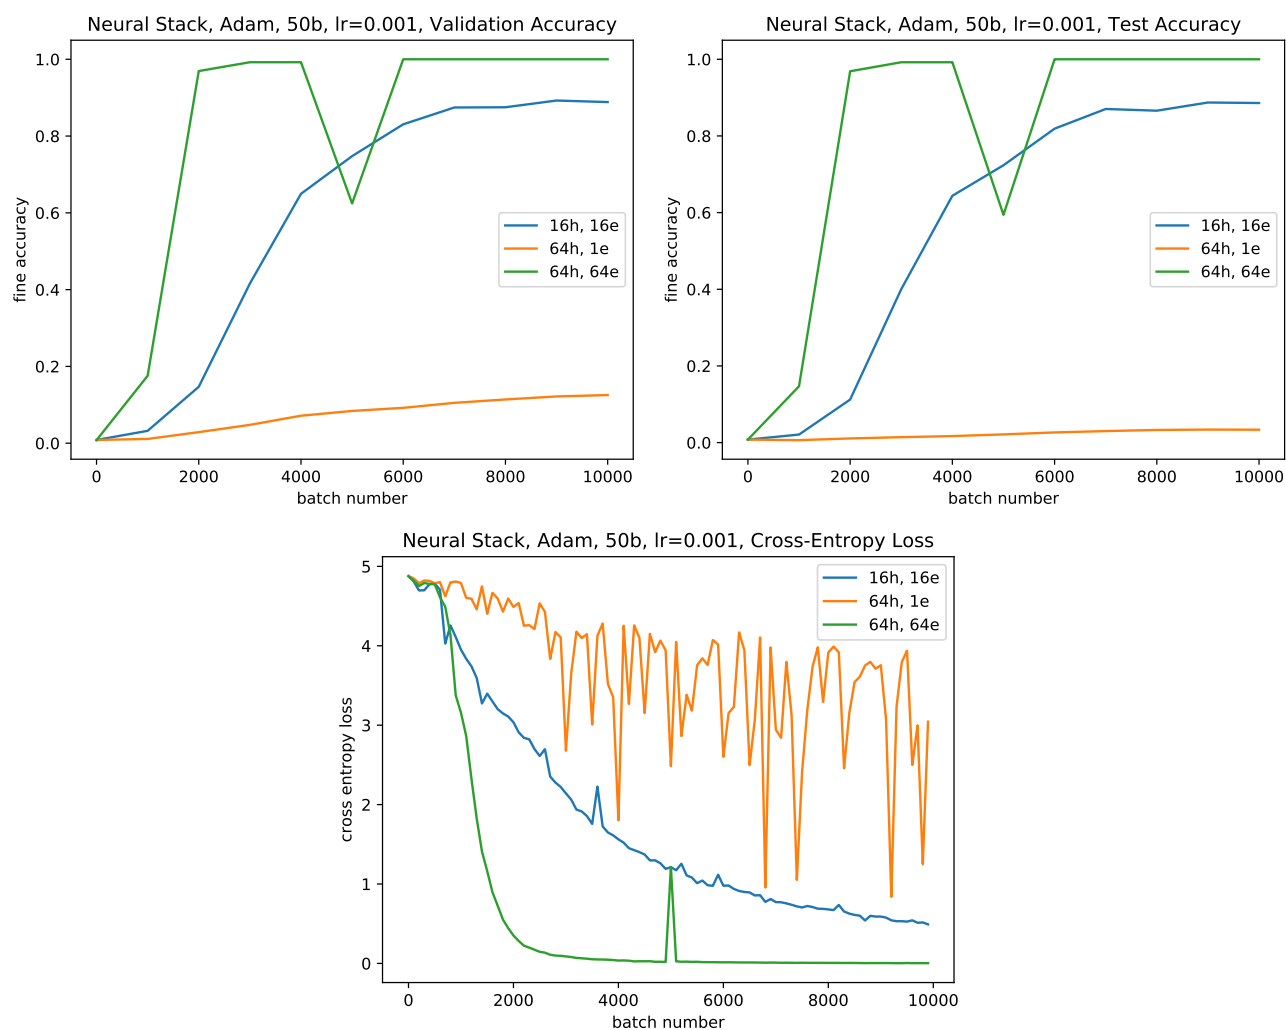 Neural Stack, Adam, 50b, lr=0.001, Validation Accuracy
1.0
0.8
0.6
0.4
0.2
0.0
fine accuracy
16h, 16e
64h, 1e
64h, 64e
0 2000 4000 6000 8000 10000
batch number
Neural Stack, Adam, 50b, lr=0.001, Test Accuracy
1.0
0.8
0.6
0.4
0.2
0.0
fine accuracy
16h, 16e
64h, 1e
64h, 64e
0 2000 4000 6000 8000 10000
batch number
Neural Stack, Adam, 50b, lr=0.001, Cross-Entropy Loss
5
4
3
2
1
0
cross entropy loss
16h, 16e
64h, 1e
64h, 64e
0 2000 4000 6000 8000 10000
batch number